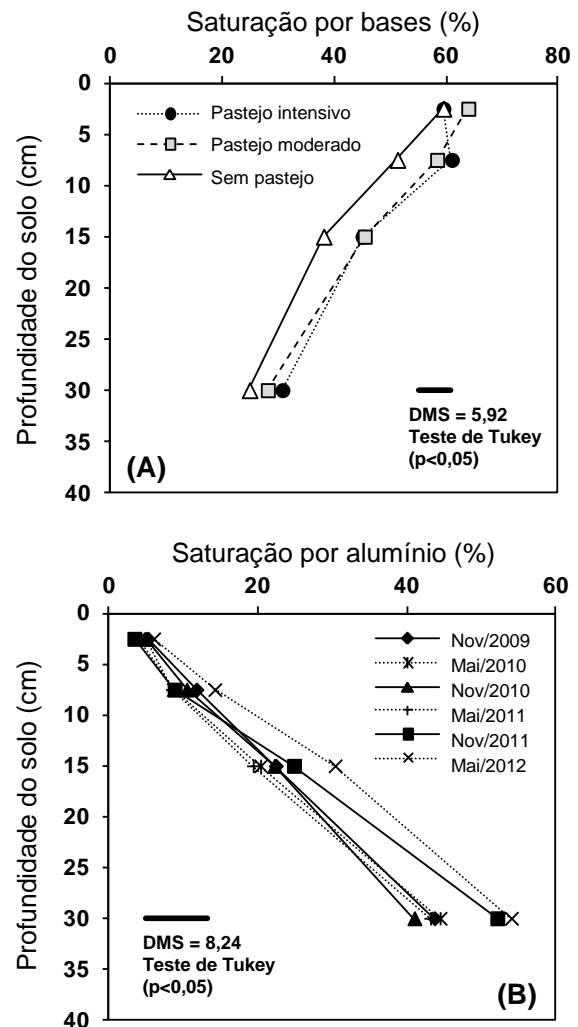 Saturação por bases (%)
0 20 40 60 80
0
5
10
15
20
25
30
35
40
Profundidade do solo (cm)
Pastejo intensivo
Pastejo moderado
Sem pastejo
DMS = 5,92
Teste de Tukey
(p<0,05)
(A)
Saturação por alumínio (%)
0 20 40 60
0
5
10
15
20
25
30
35
40
Profundidade do solo (cm)
Nov/2009
Mai/2010
Nov/2010
Mai/2011
Nov/2011
Mai/2012
DMS = 8,24
Teste de Tukey
(p<0,05)
(B)